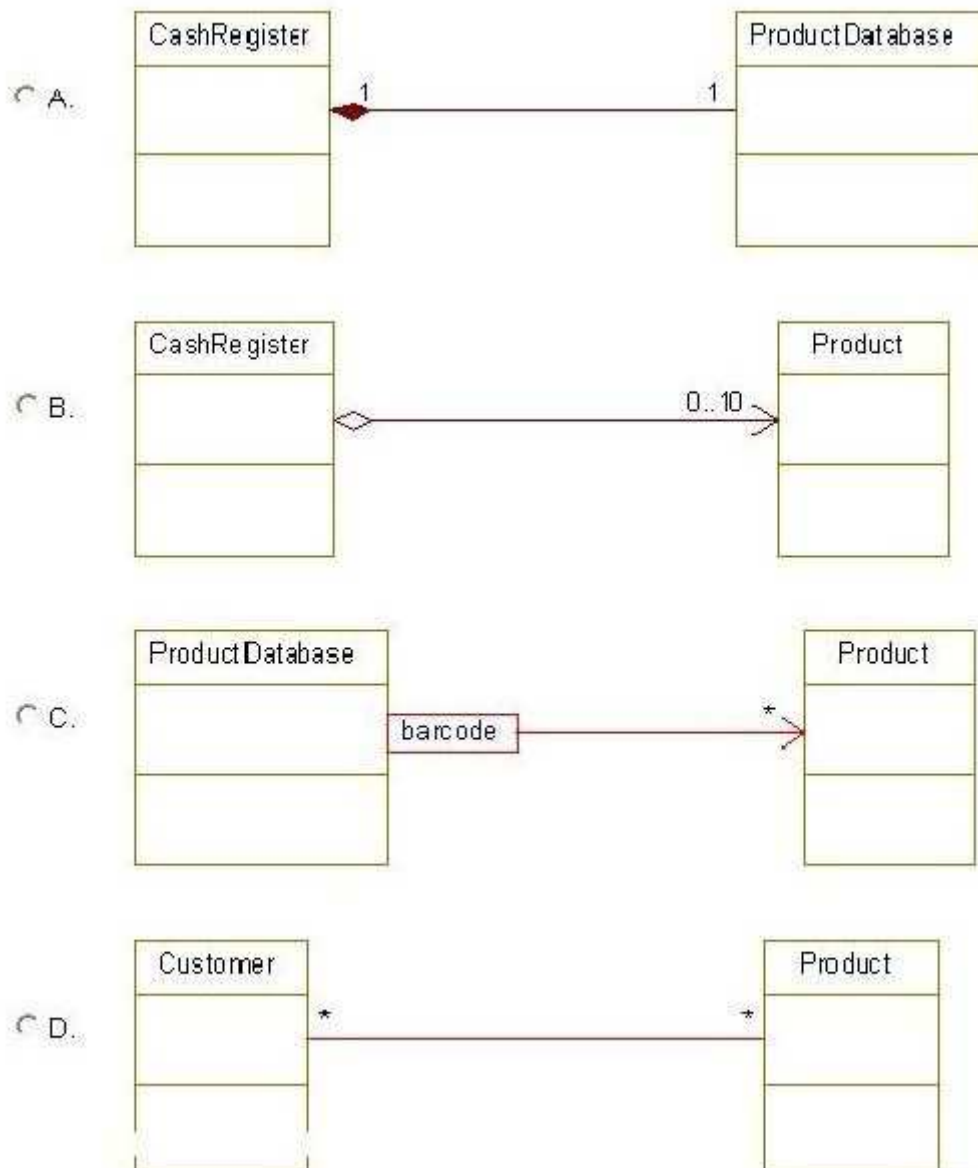 CashRegister
ProductDatabase
A.
1
1
CashRegister
Product
B.
0..10
ProductDatabase
Product
C.
barcode
*
Customer
Product
D.
*
*